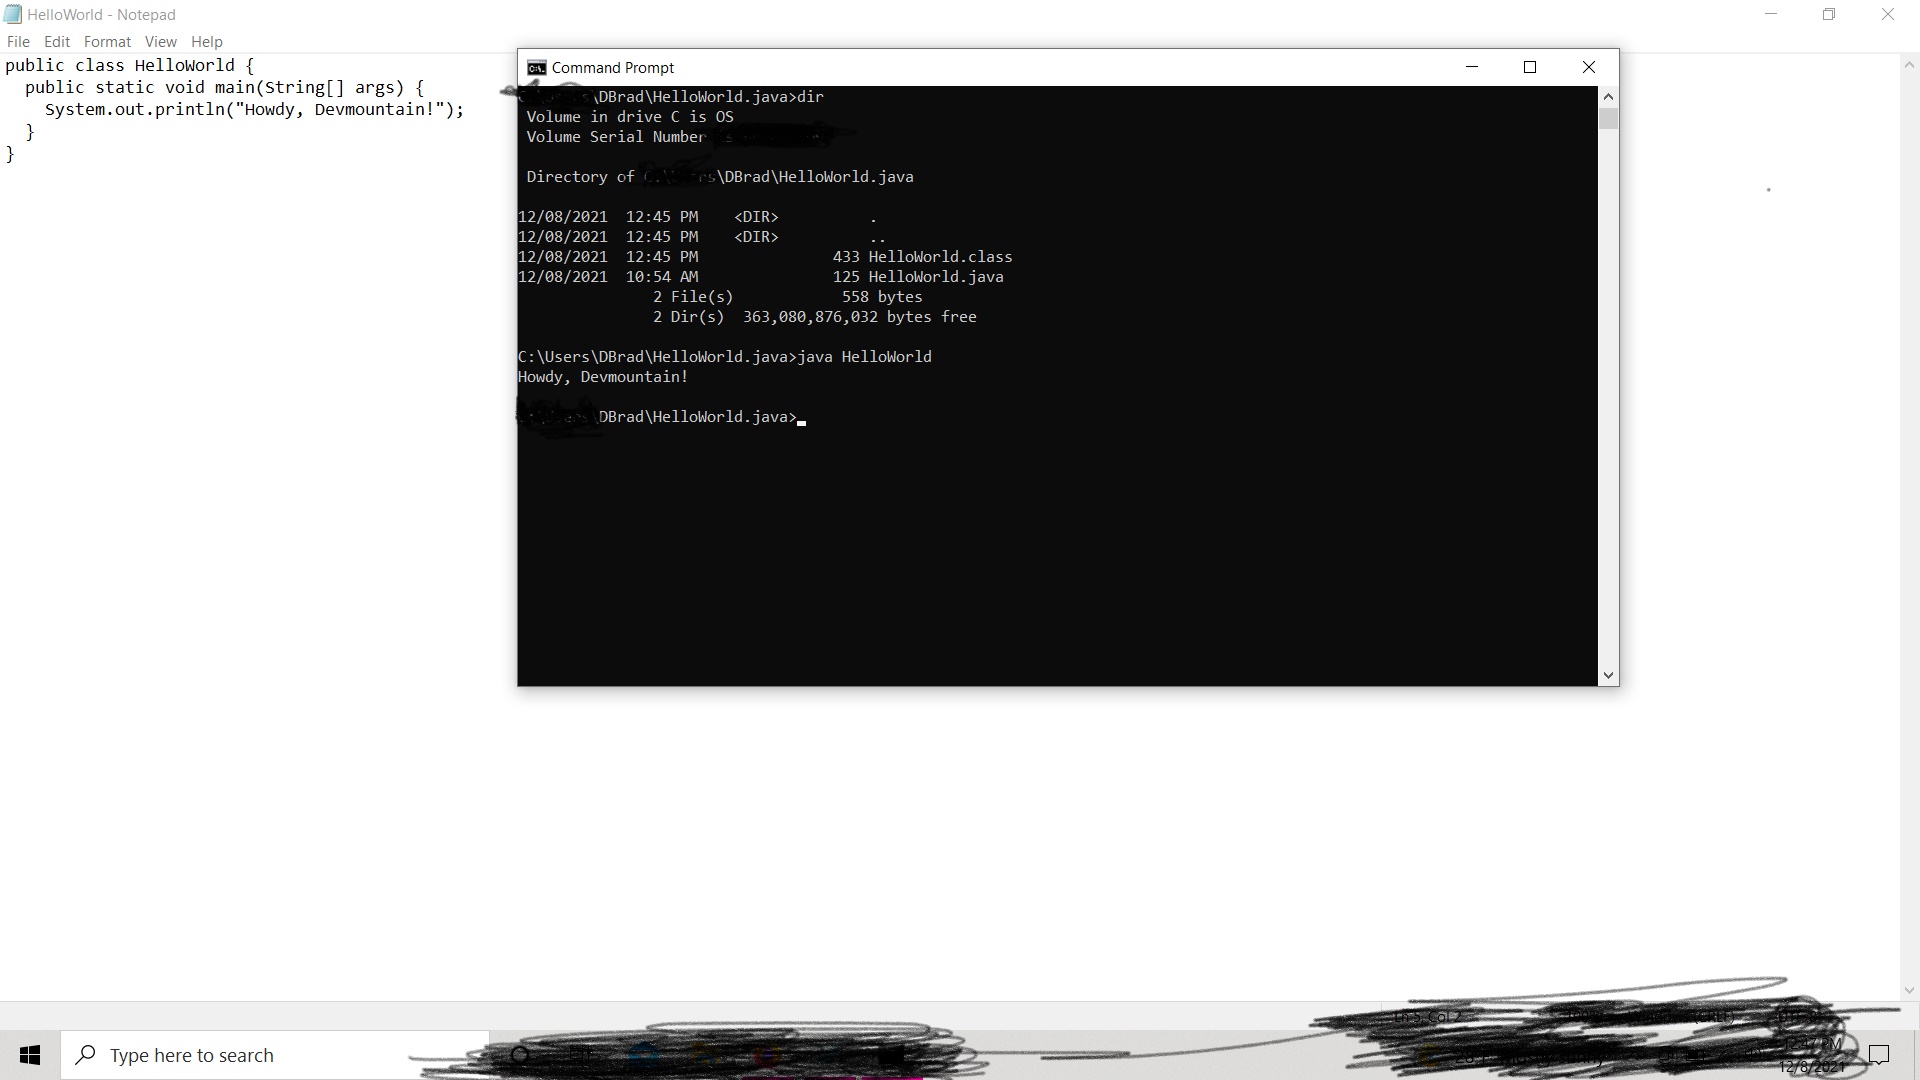 HelloWorld - Notepad
File Edit Format View Help
public class HelloWorld {
  public static void main(String[] args) {
    System.out.println("Howdy, Devmountain!");
  }
}
Command Prompt
\DBrad\HelloWorld.java>dir
 Volume in drive C is OS
 Volume Serial Number
 Directory of \DBrad\HelloWorld.java
12/08/2021  12:45 PM    <DIR>          .
12/08/2021  12:45 PM    <DIR>          ..
12/08/2021  12:45 PM               433 HelloWorld.class
12/08/2021  10:54 AM               125 HelloWorld.java
               2 File(s)            558 bytes
               2 Dir(s)  363,080,876,032 bytes free
C:\Users\DBrad\HelloWorld.java>java HelloWorld
Howdy, Devmountain!
\DBrad\HelloWorld.java>
Type here to search
12/8/2021